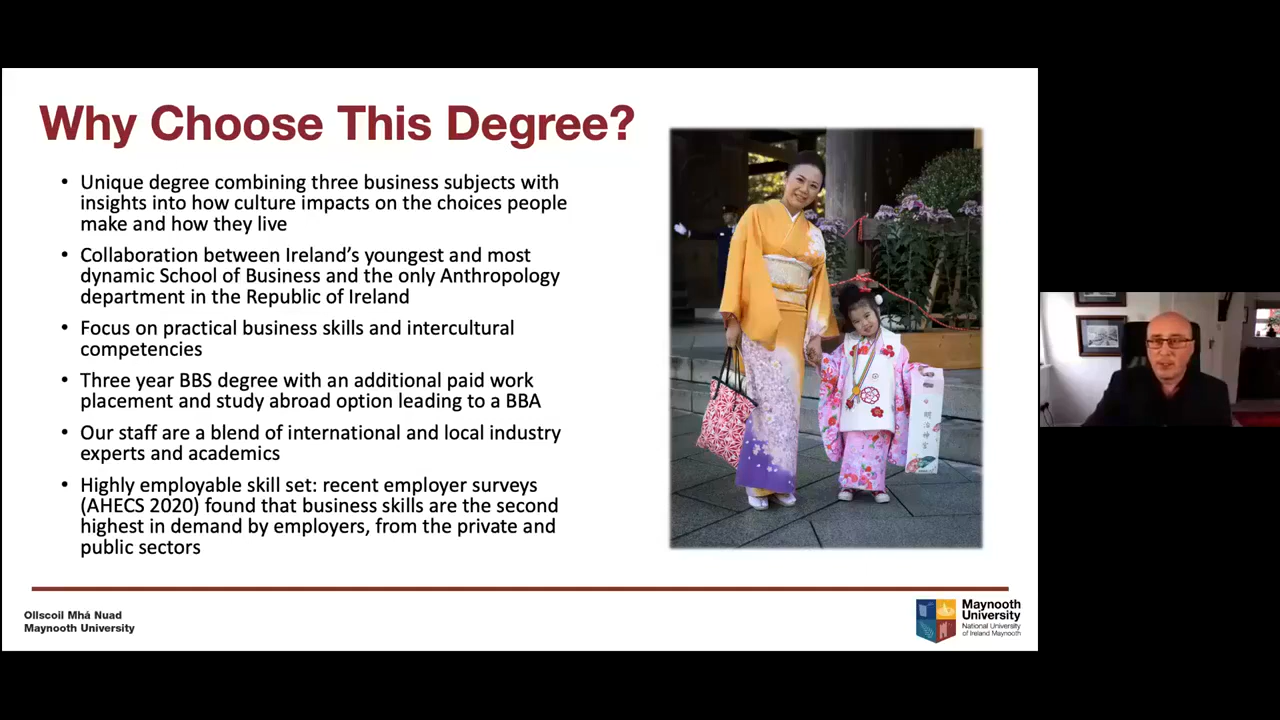 Why Choose This Degree?
• Unique degree combining three business subjects with
insights into how culture impacts on the choices people
make and how they live
• Collaboration between Ireland's youngest and most
dynamic School of Business and the only Anthropology
department in the Republic of Ireland
• Focus on practical business skills and intercultural
competencies
• Three year BBS degree with an additional paid work
placement and study abroad option leading to a BBA
• Our staff are a blend of international and local industry
experts and academics
• Highly employable skill set: recent employer surveys
(AHECS 2020) found that business skills are the second
highest in demand by employers, from the private and
public sectors
明治神宮
Ollscoil Mhá Nuad
Maynooth University
Maynooth
University
National University
of Ireland Maynooth